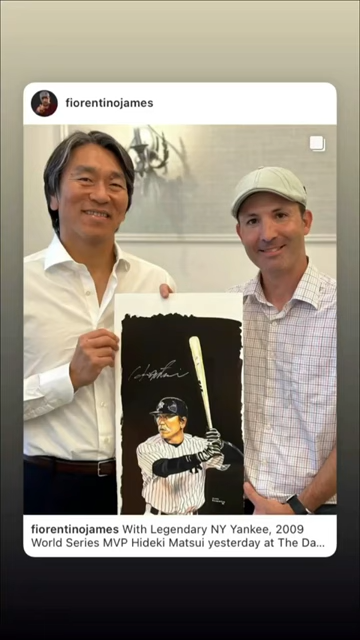 fiorentinojames
fiorentinojames With Legendary NY Yankee, 2009
World Series MVP Hideki Matsui yesterday at The Da...